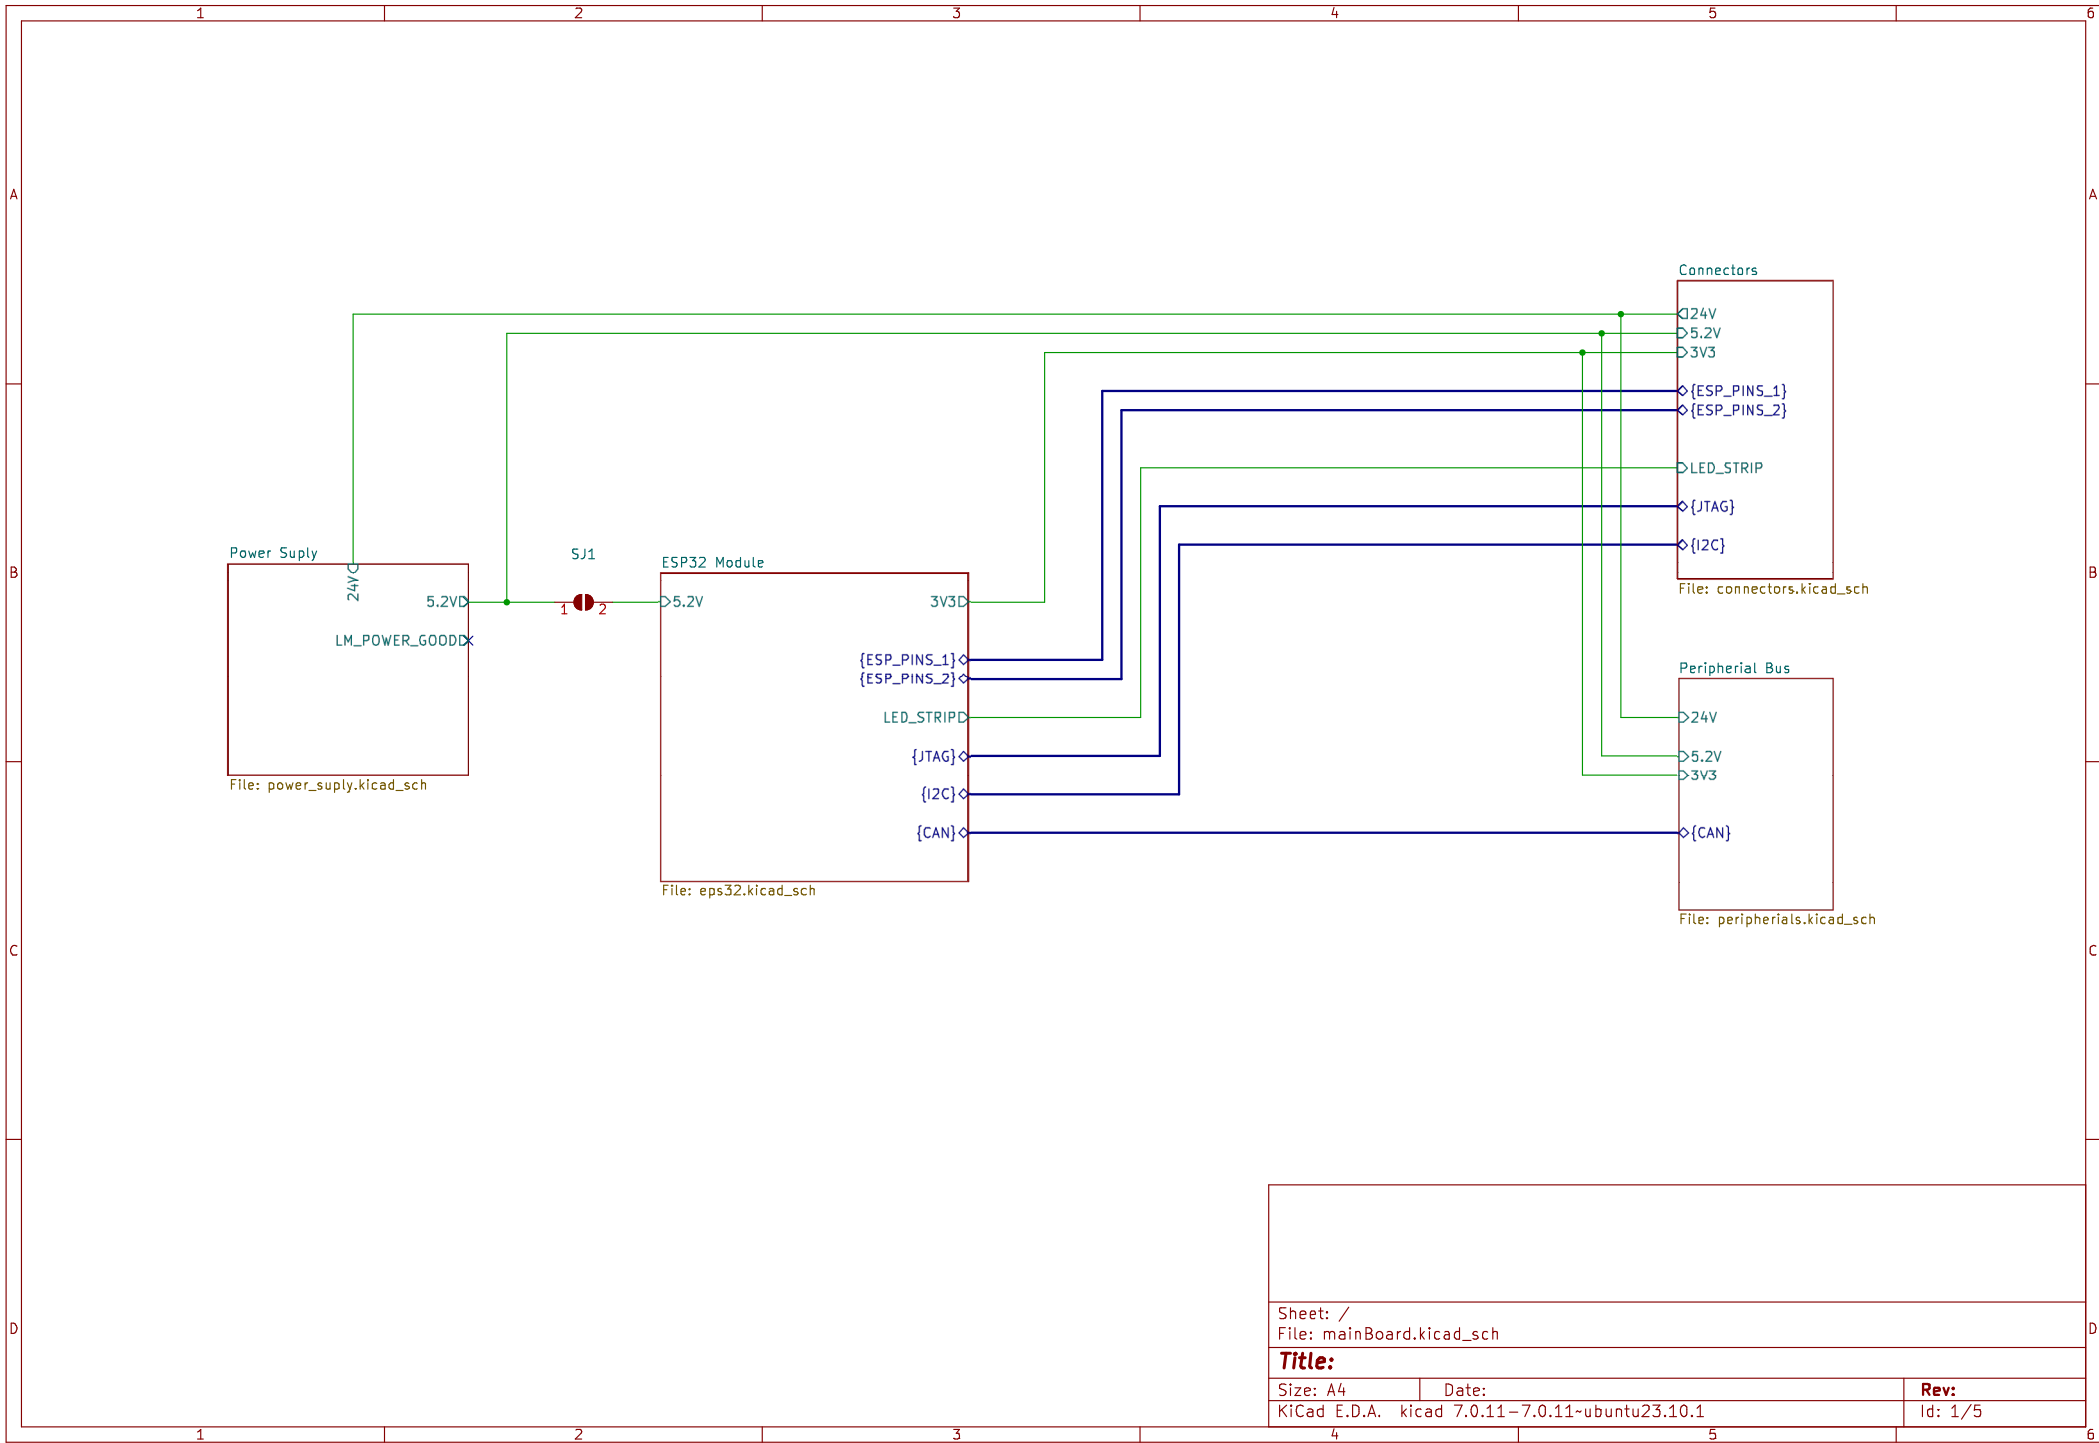 1 2 3 4 5 6
A A
Connectors
24V
5.2V
3V3
{ESP_PINS_1}
{ESP_PINS_2}
LED_STRIP
{JTAG}
{I2C}
File: connectors.kicad_sch
B B
Power Suply
24V
5.2V
LM_POWER_GOOD
File: power_suply.kicad_sch
SJ1
1 2
ESP32 Module
5.2V
3V3
{ESP_PINS_1}
{ESP_PINS_2}
LED_STRIP
{JTAG}
{I2C}
{CAN}
File: eps32.kicad_sch
Peripherial Bus
24V
5.2V
3V3
{CAN}
File: peripherials.kicad_sch
C C
D D
Sheet: /
File: mainBoard.kicad_sch
Title:
Size: A4 Date: Rev:
KiCad E.D.A. kicad 7.0.11-7.0.11~ubuntu23.10.1 Id: 1/5
1 2 3 4 5 6